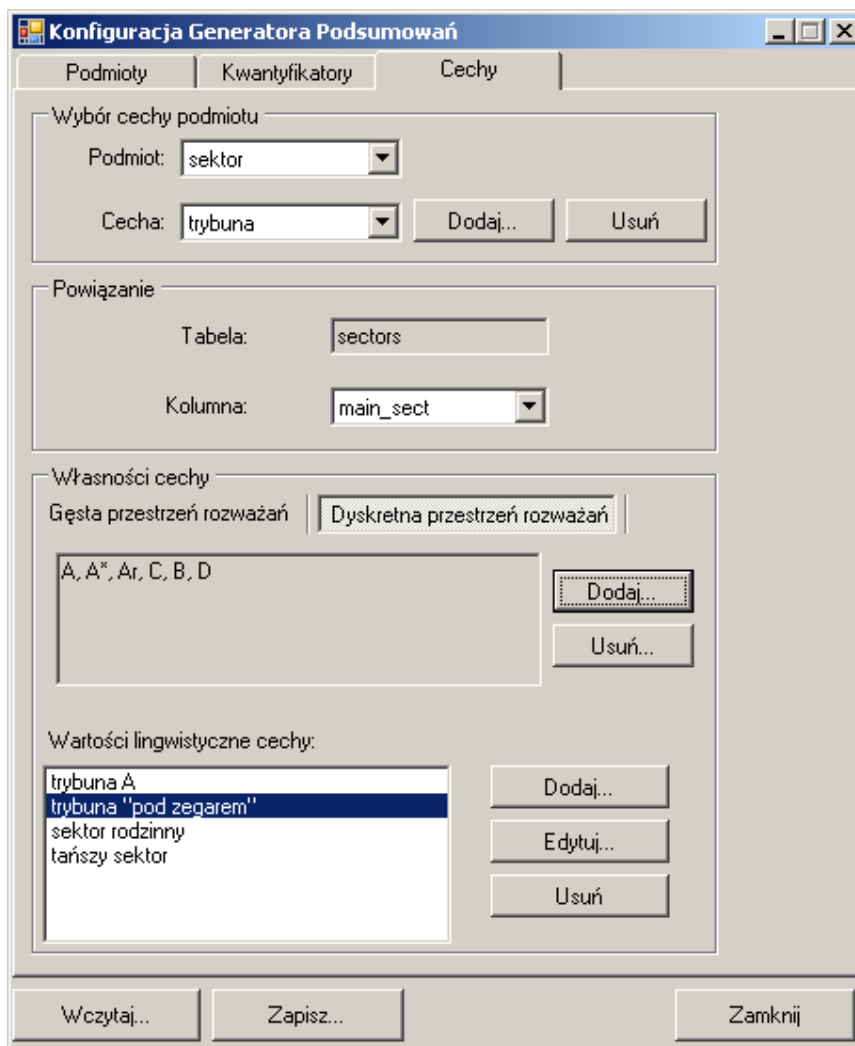 Konfiguracja Generatora Podsumowań
Podmioty Kwantyfikatory Cechy
Wybór cechy podmiotu
Podmiot: sektor
Cecha: trybuna Dodaj... Usuń
Powiązanie
Tabela: sectors
Kolumna: main_sect
Własności cechy
Gęsta przestrzeń rozważań Dyskretna przestrzeń rozważań
A, A*, Ar, C, B, D
Dodaj...
Usuń...
Wartości lingwistyczne cechy:
trybuna A
trybuna "pod zegarem"
sektor rodzinny
tańszy sektor
Dodaj...
Edytuj...
Usuń
Wczytaj... Zapisz... Zamknij